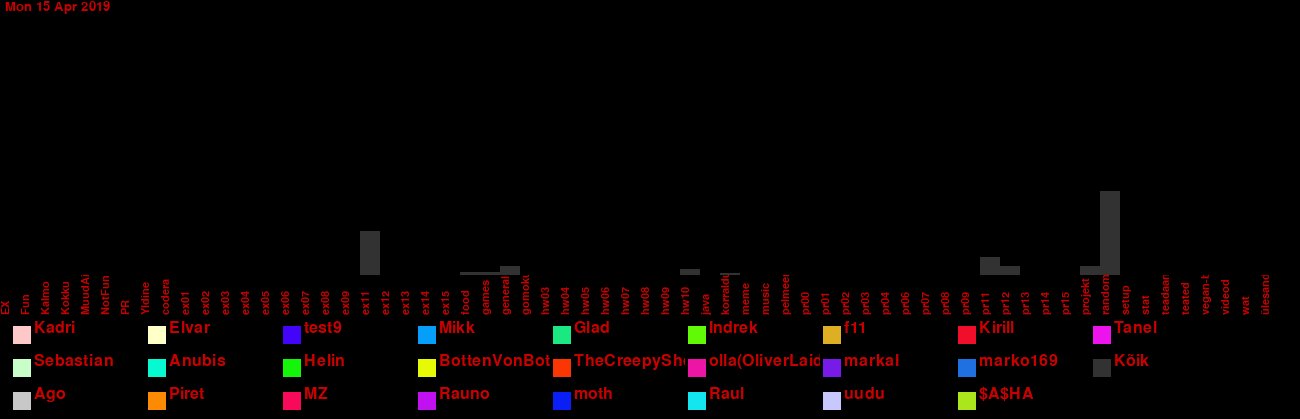 Mon 15 Apr 2019
EX Fun Kalmo Kokku MuudAi NotFun PR Yldine codera ex01 ex02 ex03 ex04 ex05 ex06 ex07 ex08 ex09 ex11 ex12 ex13 ex14 ex15 food games general gomoku hw03 hw04 hw05 hw06 hw07 hw08 hw09 hw10 java korraldu meme music pelmeen pr00 pr01 pr02 pr03 pr04 pr06 pr07 pr08 pr09 pr11 pr12 pr13 pr14 pr15 projekt random setup stat teadaan teated vegan-t videod wat ülesand
Kadri Elvar test9 Mikk Glad Indrek f11 Kirill Tanel
Sebastian Anubis Helin BottenVonBot TheCreepyShe olla(OliverLaid markal marko169 Kõik
Ago Piret MZ Rauno moth Raul uudu $A$HA